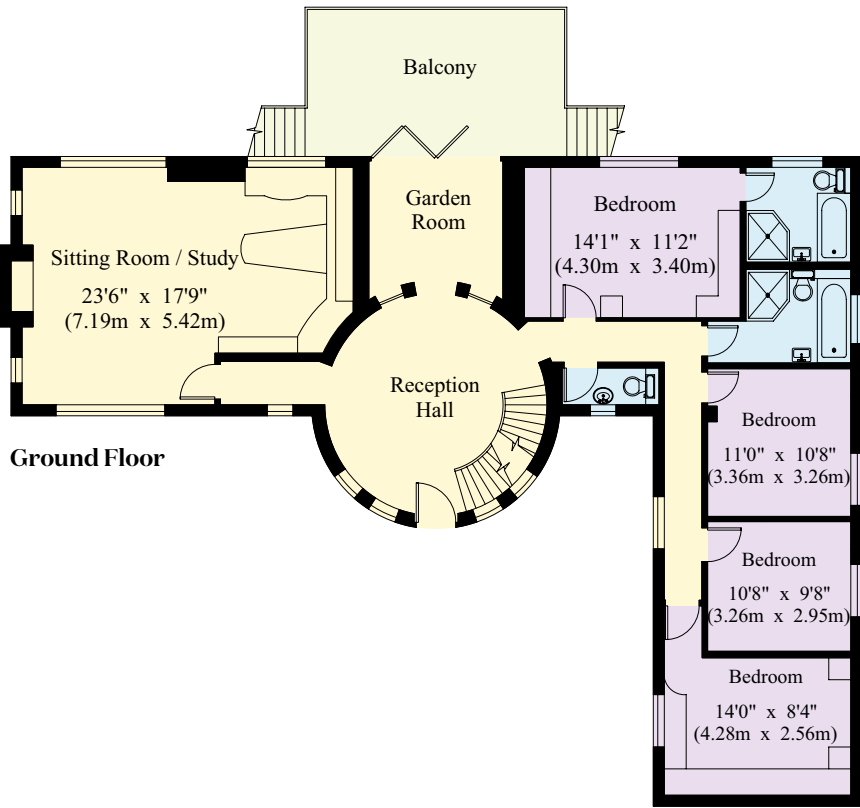 Balcony
Garden
Room
Bedroom
14'1" x 11'2"
(4.30m x 3.40m)
Sitting Room / Study
23'6" x 17'9"
(7.19m x 5.42m)
Reception
Hall
Ground Floor
Bedroom
11'0" x 10'8"
(3.36m x 3.26m)
Bedroom
10'8" x 9'8"
(3.26m x 2.95m)
Bedroom
14'0" x 8'4"
(4.28m x 2.56m)